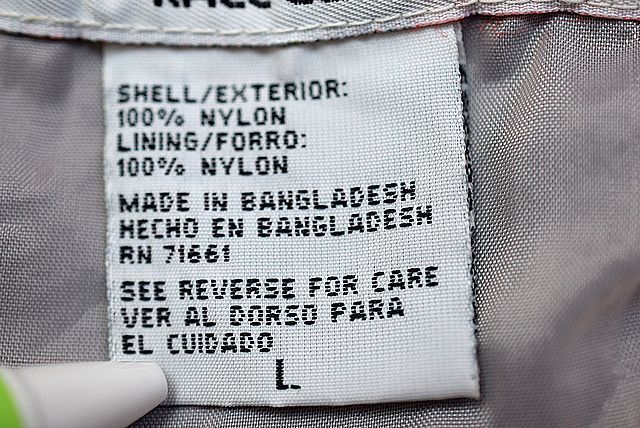 SHELL/EXTERIOR:
100% NYLON
LINING/FORRO:
100% NYLON
MADE IN BANGLADESH
HECHO EN BANGLADESH
RN 71661
SEE REVERSE FOR CARE
VER AL DORSO PARA
EL CUIDADO
L